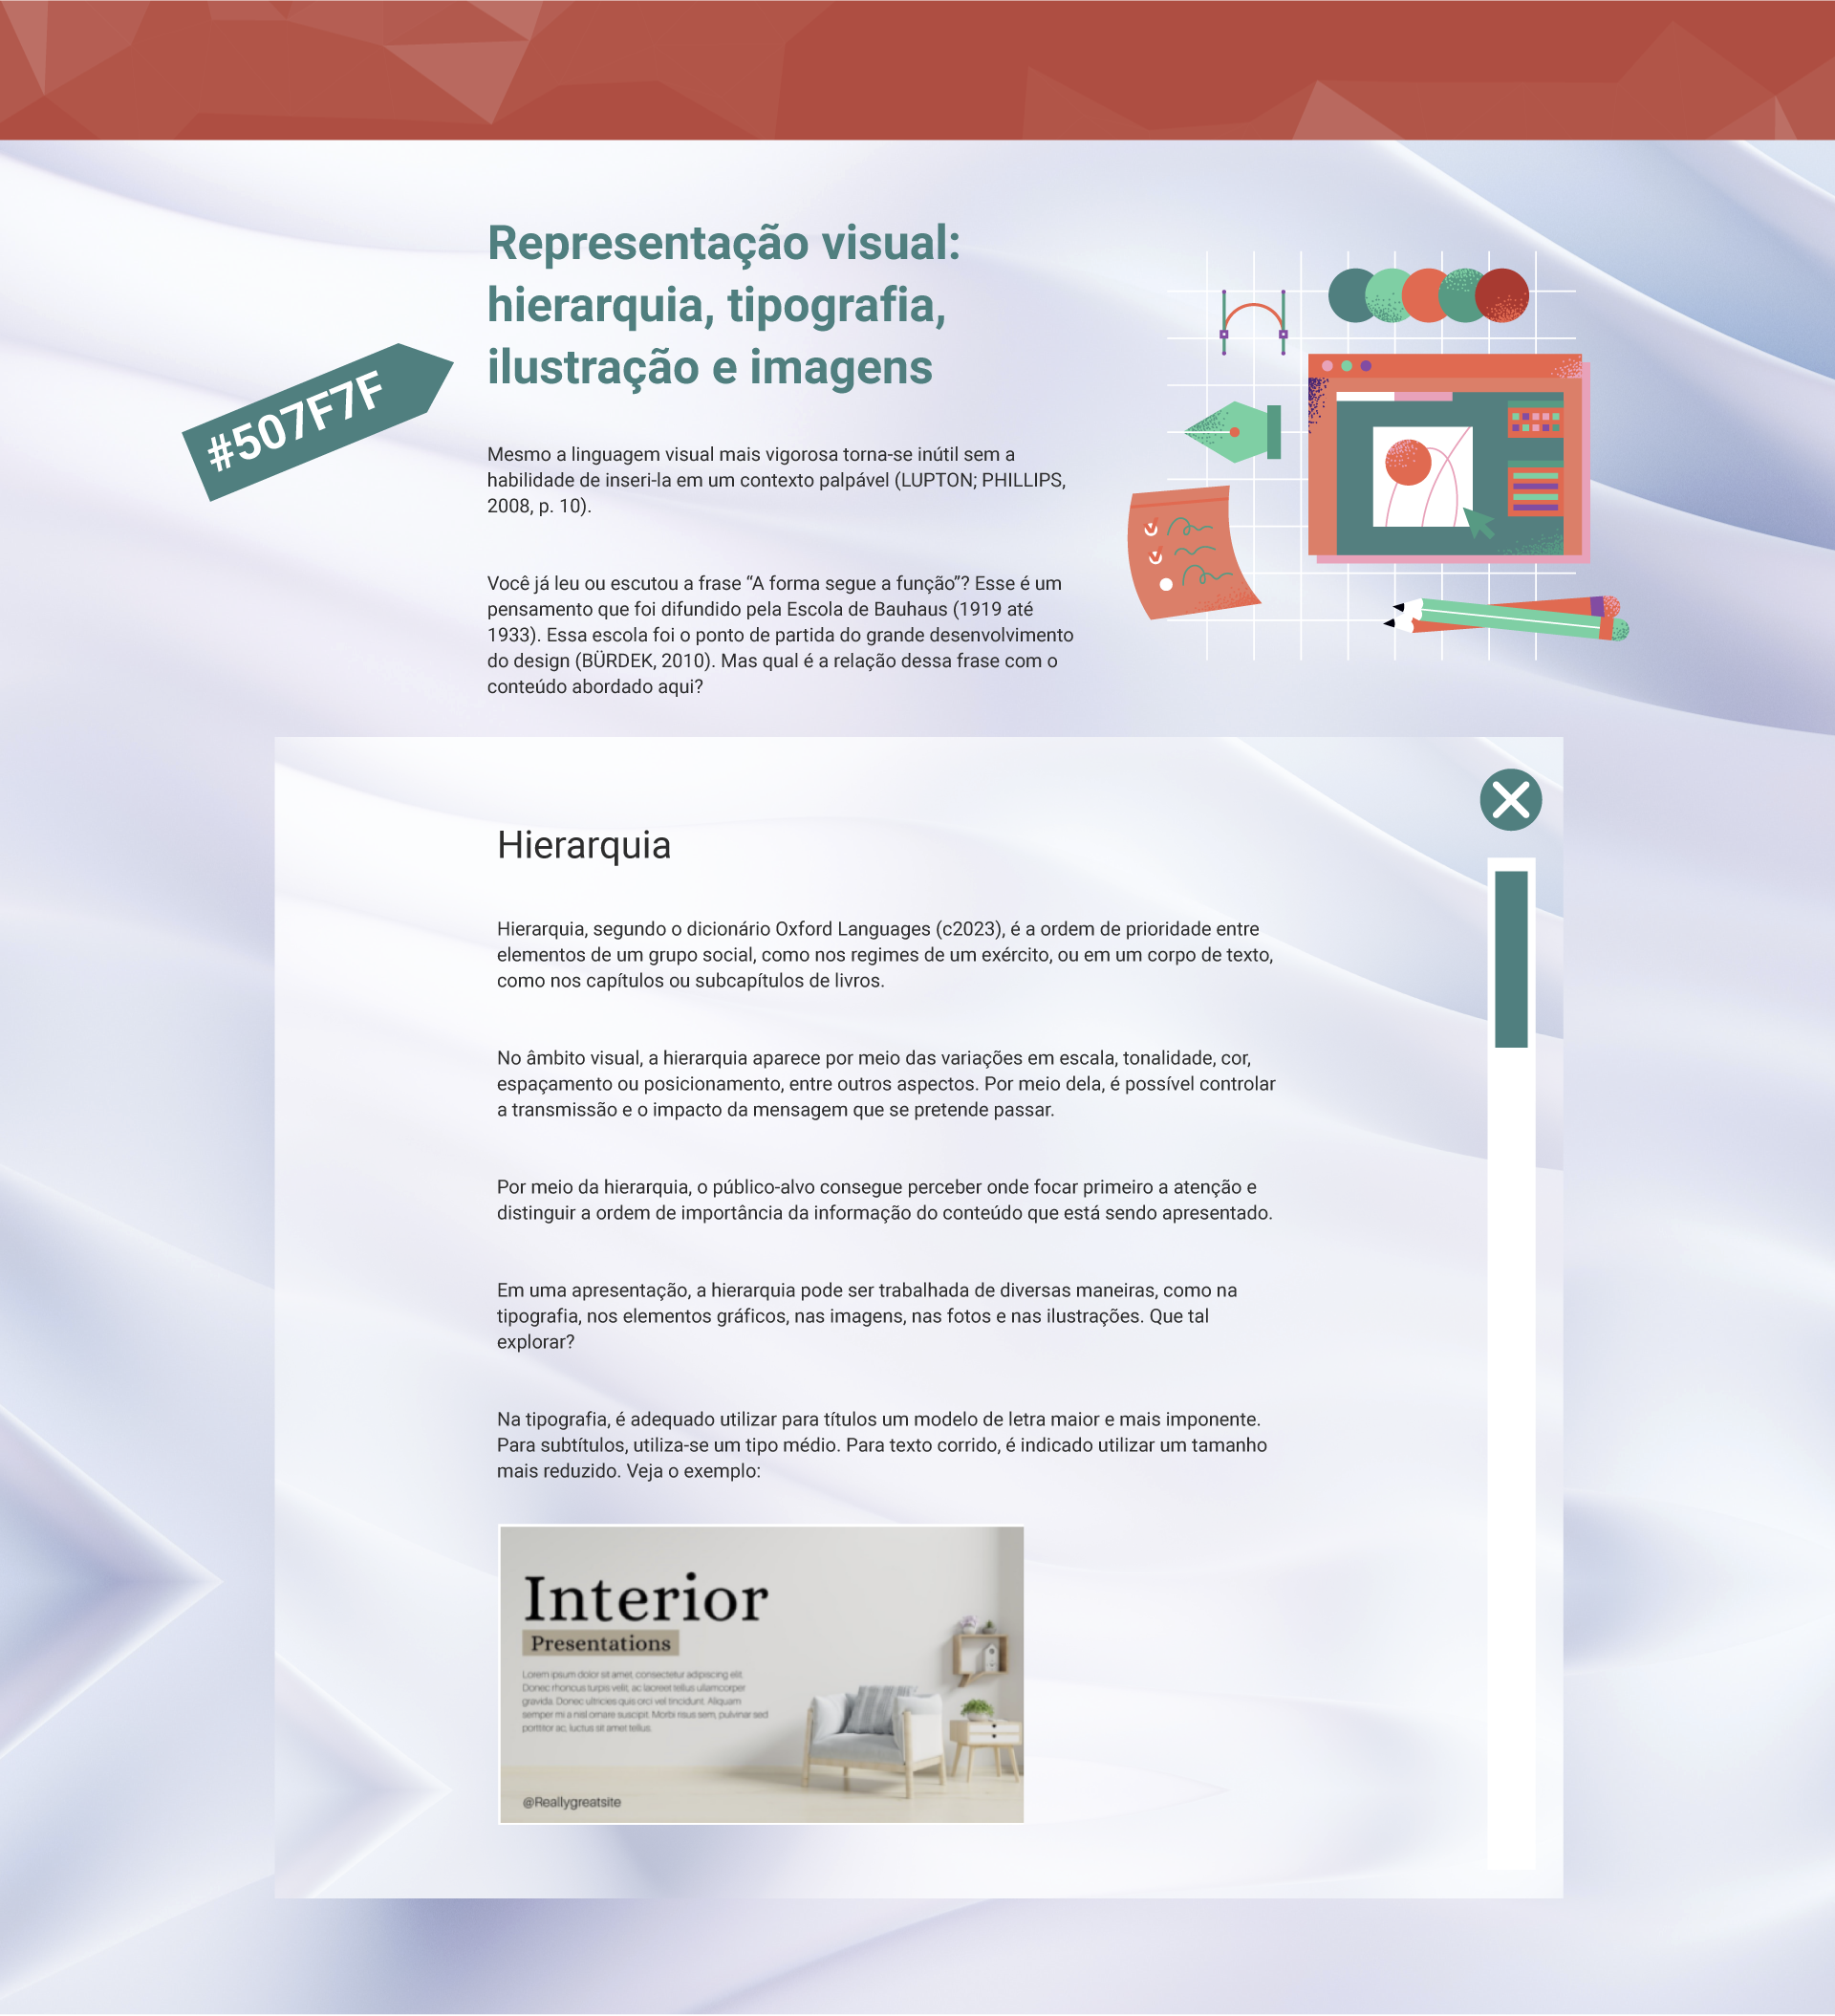 Representação visual:
hierarquia, tipografia,
ilustração e imagens
#507F7F
Mesmo a linguagem visual mais vigorosa torna-se inútil sem a
habilidade de inseri-la em um contexto palpável (LUPTON; PHILLIPS,
2008, p. 10).
Você já leu ou escutou a frase “A forma segue a função”? Esse é um
pensamento que foi difundido pela Escola de Bauhaus (1919 até
1933). Essa escola foi o ponto de partida do grande desenvolvimento
do design (BÜRDEK, 2010). Mas qual é a relação dessa frase com o
conteúdo abordado aqui?
Hierarquia
Hierarquia, segundo o dicionário Oxford Languages (c2023), é a ordem de prioridade entre
elementos de um grupo social, como nos regimes de um exército, ou em um corpo de texto,
como nos capítulos ou subcapítulos de livros.
No âmbito visual, a hierarquia aparece por meio das variações em escala, tonalidade, cor,
espaçamento ou posicionamento, entre outros aspectos. Por meio dela, é possível controlar
a transmissão e o impacto da mensagem que se pretende passar.
Por meio da hierarquia, o público-alvo consegue perceber onde focar primeiro a atenção e
distinguir a ordem de importância da informação do conteúdo que está sendo apresentado.
Em uma apresentação, a hierarquia pode ser trabalhada de diversas maneiras, como na
tipografia, nos elementos gráficos, nas imagens, nas fotos e nas ilustrações. Que tal
explorar?
Na tipografia, é adequado utilizar para títulos um modelo de letra maior e mais imponente.
Para subtítulos, utiliza-se um tipo médio. Para texto corrido, é indicado utilizar um tamanho
mais reduzido. Veja o exemplo:
Interior
Presentations
Lorem ipsum dolor sit amet, consectetur adipiscing elit.
Donec rhoncus turpis velit, ac laoreet tellus ullamcorper
gravida. Donec ultricies quis orci vel tincidunt. Aliquam
semper mi a nisl ornare suscipit. Morbi risus sem, pulvinar sed
porttitor ac, luctus sit amet tellus.
@Reallygreatsite